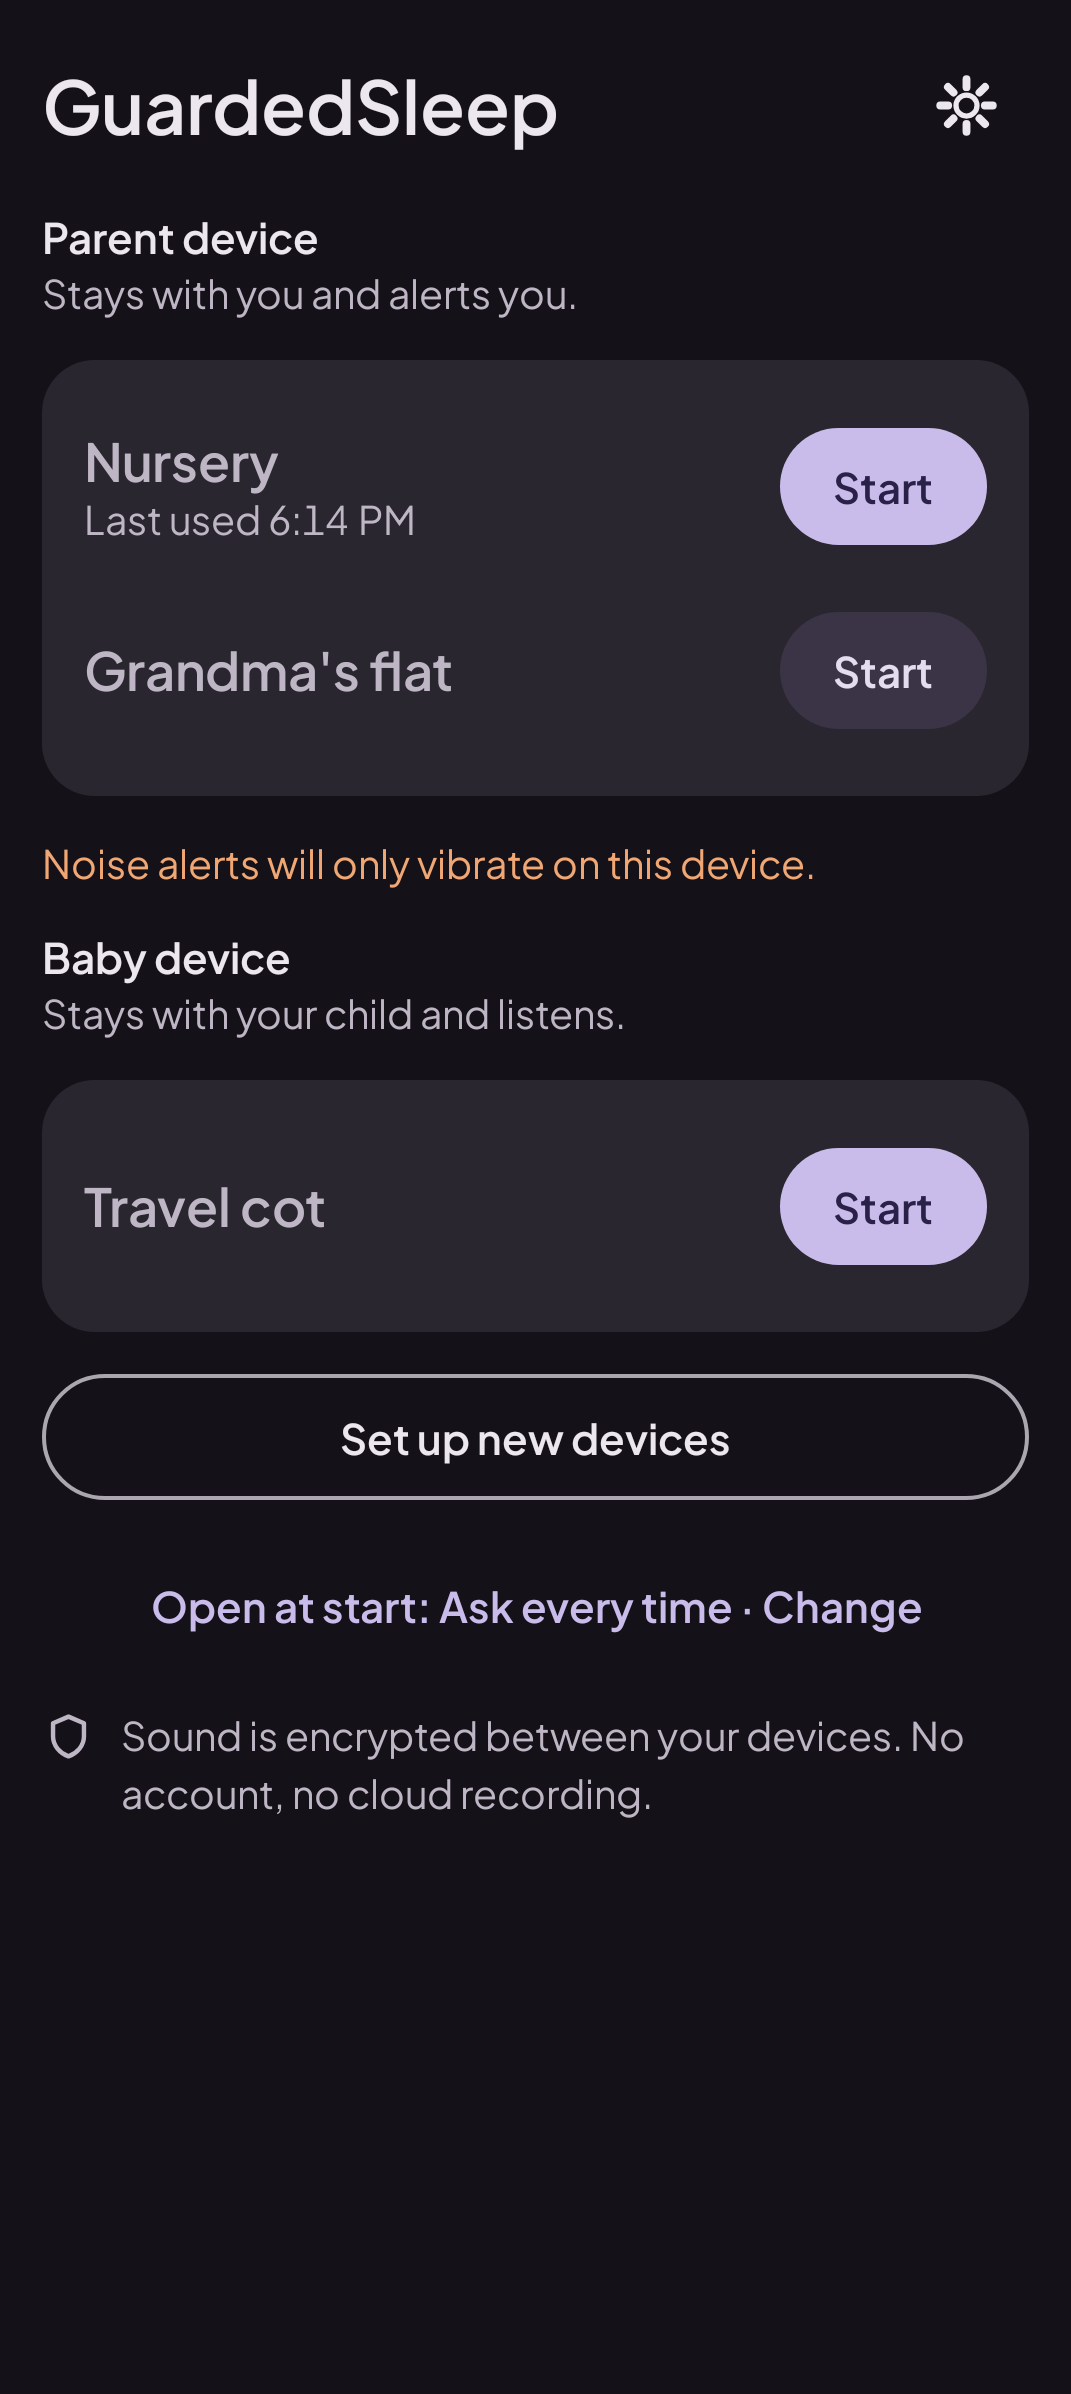 GuardedSleep
Parent device
Stays with you and alerts you.
Nursery
Last used 6:14 PM
Start
Grandma's flat
Start
Noise alerts will only vibrate on this device.
Baby device
Stays with your child and listens.
Travel cot
Start
Set up new devices
Open at start: Ask every time · Change
Sound is encrypted between your devices. No
account, no cloud recording.